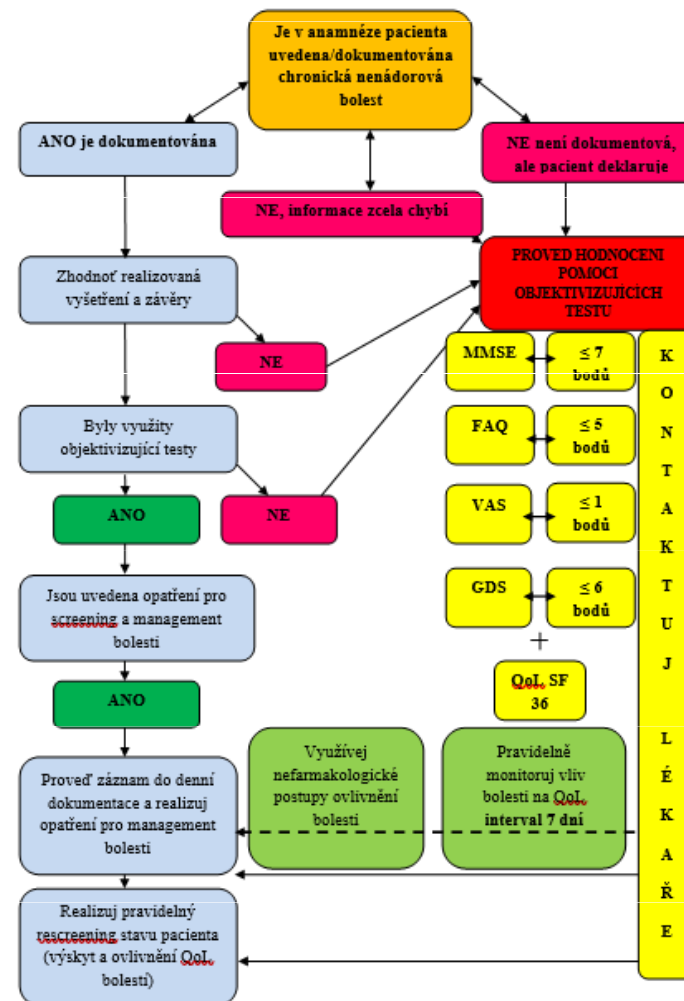 Je v anamnéze pacienta
uvedena/dokumentována
chronická nenádorová
bolest
ANO je dokumentována
NE není dokumentová,
ale pacient deklaruje
NE, informace zcela chybí
PROVED HODNOCENI
POMOCI
OBJEKTIVIZUJÍCÍCH
TESTU
Zhodnoť realizovaná
vyšetření a závěry
NE
MMSE
≤ 7
bodů
FAQ
≤ 5
bodů
VAS
≤ 1
bodů
GDS
≤ 6
bodů
+
QoL SF
36
K
O
N
T
A
K
T
U
J
L
É
K
A
Ř
E
Byly využity
objektivizující testy
ANO
NE
Jsou uvedena opatření pro
screening a management
bolesti
ANO
Proveď záznam do denní
dokumentace a realizuj
opatření pro management
bolesti
Využívej
nefarmakologické
postupy ovlivnění
bolesti
Pravidelně
monitoruj vliv
bolesti na QoL
interval 7 dní
Realizuj pravidelný
rescreening stavu pacienta
(výskyt a ovlivnění QoL
bolestí)